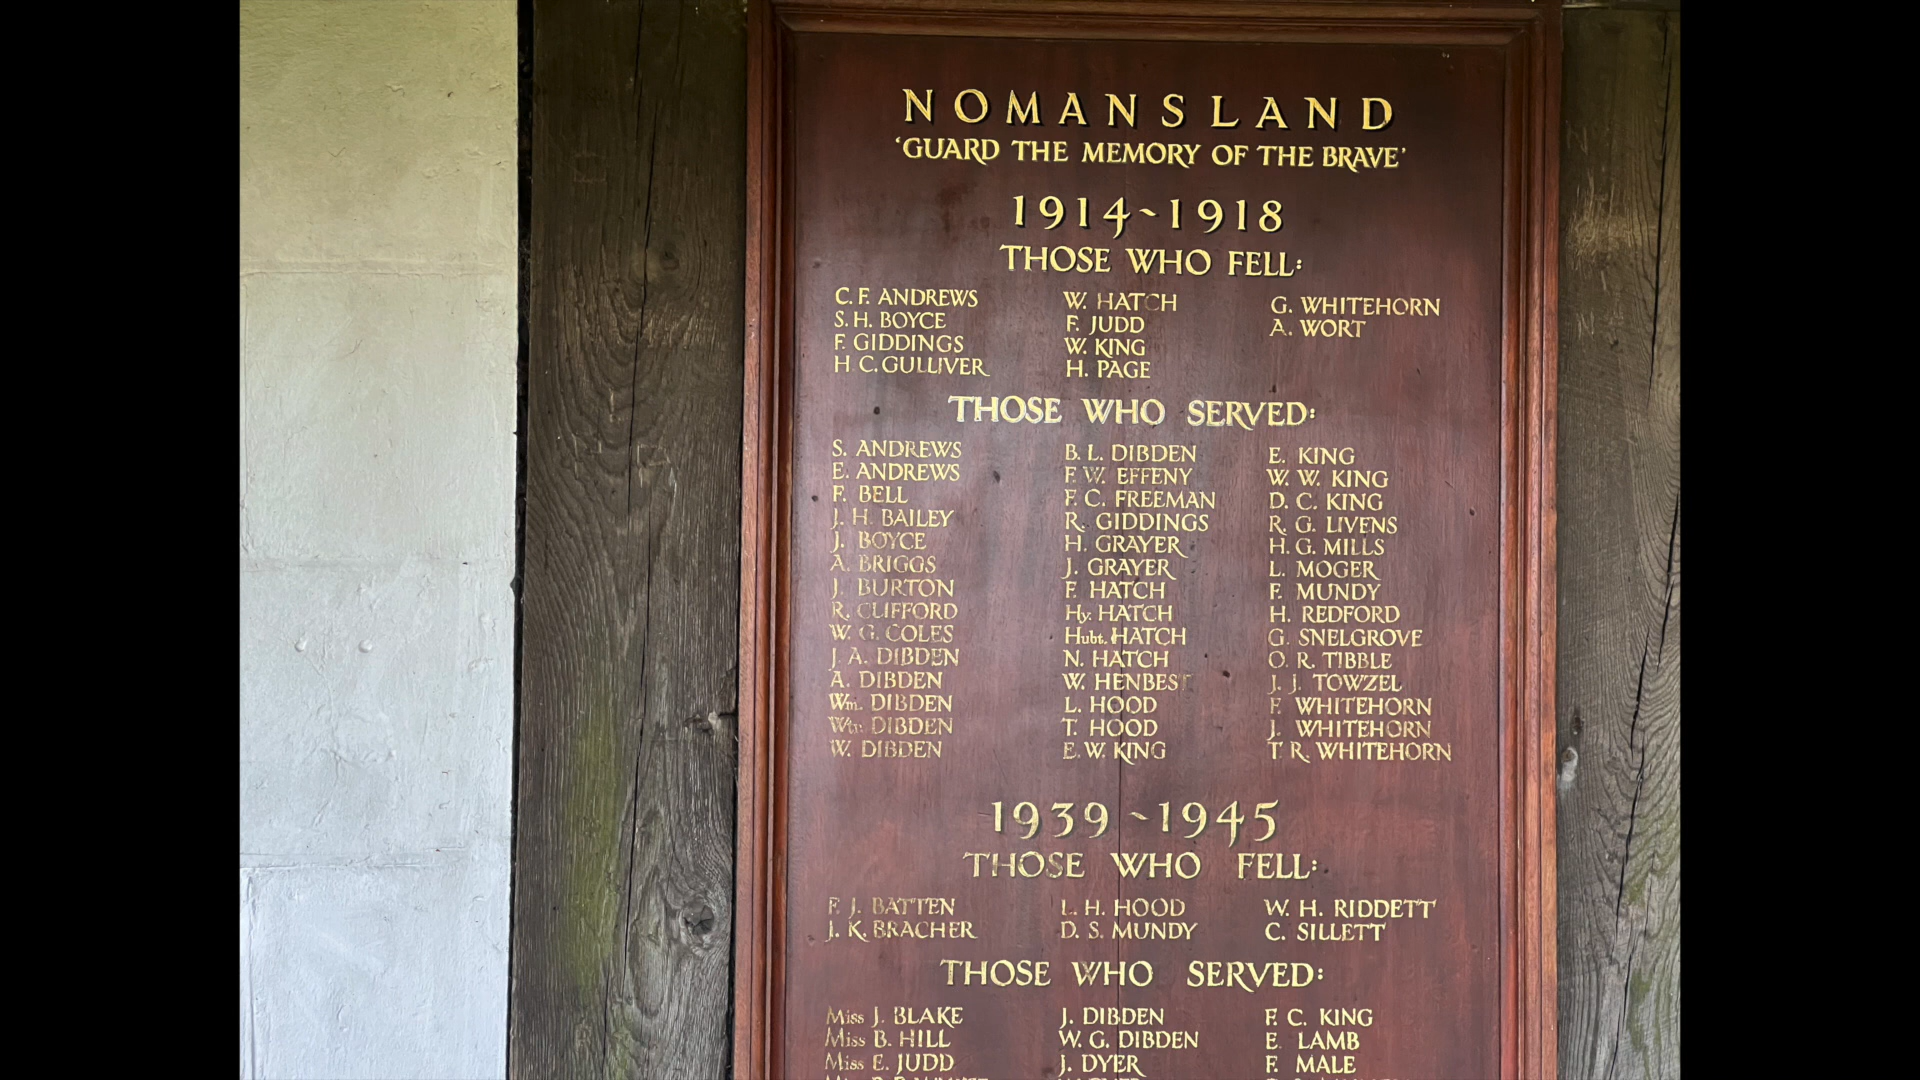 NOMANSLAND
'GUARD THE MEMORY OF THE BRAVE'
1914~1918
THOSE WHO FELL:
C. F. ANDREWS
S. H. BOYCE
F. GIDDINGS
H. C. GULLIVER
W. HATCH
F. JUDD
W. KING
H. PAGE
G. WHITEHORN
A. WORT
THOSE WHO SERVED:
S. ANDREWS
E. ANDREWS
F. BELL
J. H. BAILEY
J. BOYCE
A. BRIGGS
J. BURTON
R. CLIFFORD
W. G. COLES
J. A. DIBDEN
A. DIBDEN
Wm. DIBDEN
Wtr. DIBDEN
W. DIBDEN
B. L. DIBDEN
F. W. EFFENY
F. C. FREEMAN
R. GIDDINGS
H. GRAYER
J. GRAYER
F. HATCH
Hy. HATCH
Hubt. HATCH
N. HATCH
W. HENBEST
L. HOOD
T. HOOD
E. W. KING
E. KING
W. W. KING
D. C. KING
R. G. LIVENS
H. G. MILLS
L. MOGER
F. MUNDY
H. REDFORD
G. SNELGROVE
O. R. TIBBLE
J. J. TOWZEL
F. WHITEHORN
J. WHITEHORN
T. R. WHITEHORN
1939~1945
THOSE WHO FELL:
F. J. BATTEN
J. K. BRACHER
L. H. HOOD
D. S. MUNDY
W. H. RIDDETT
C. SILLETT
THOSE WHO SERVED:
Miss J. BLAKE
Miss B. HILL
Miss E. JUDD
J. DIBDEN
W. G. DIBDEN
J. DYER
F. C. KING
E. LAMB
F. MALE